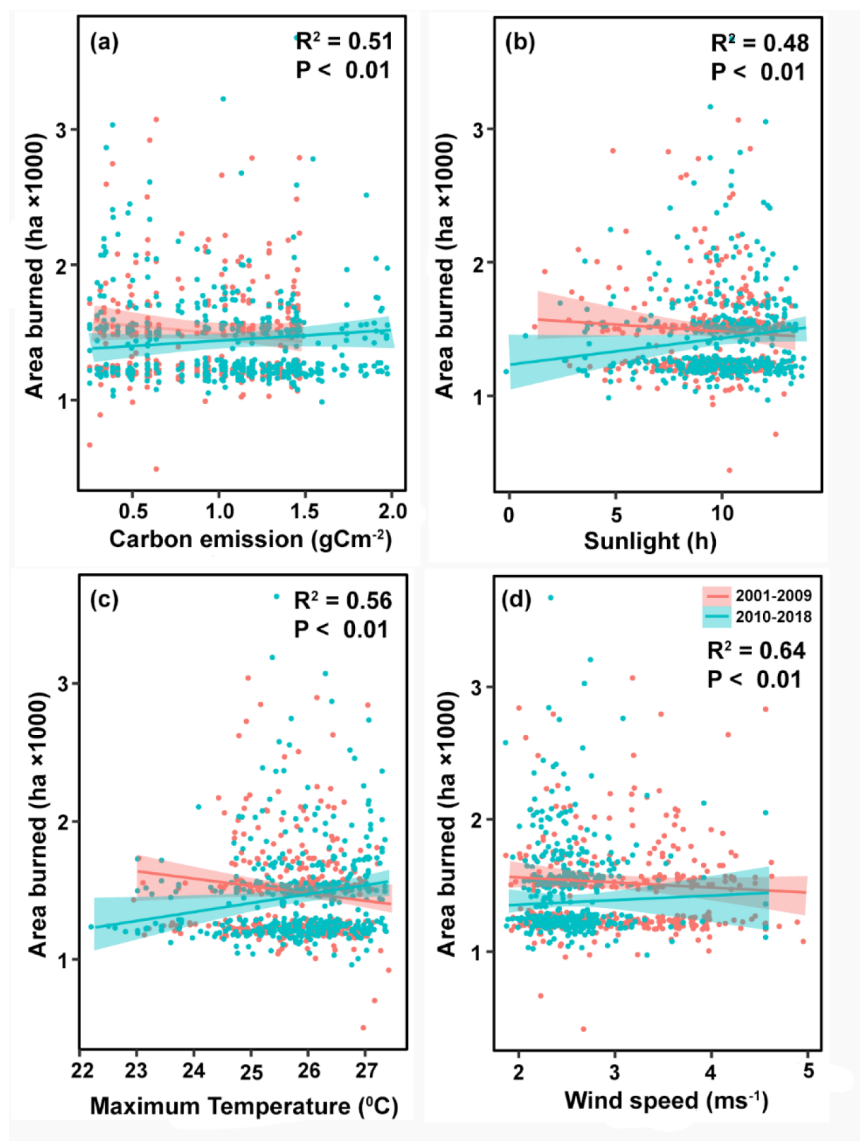 (a)
R² = 0.51
P < 0.01
Area burned (ha ×1000)
3
2
1
0.5 1.0 1.5 2.0
Carbon emission (gCm⁻²)
(b)
R² = 0.48
P < 0.01
Area burned (ha ×1000)
3
2
1
0 5 10
Sunlight (h)
(c)
R² = 0.56
P < 0.01
Area burned (ha ×1000)
3
2
1
22 23 24 25 26 27
Maximum Temperature (⁰C)
(d)
2001-2009
2010-2018
R² = 0.64
P < 0.01
Area burned (ha ×1000)
3
2
1
2 3 4 5
Wind speed (ms⁻¹)